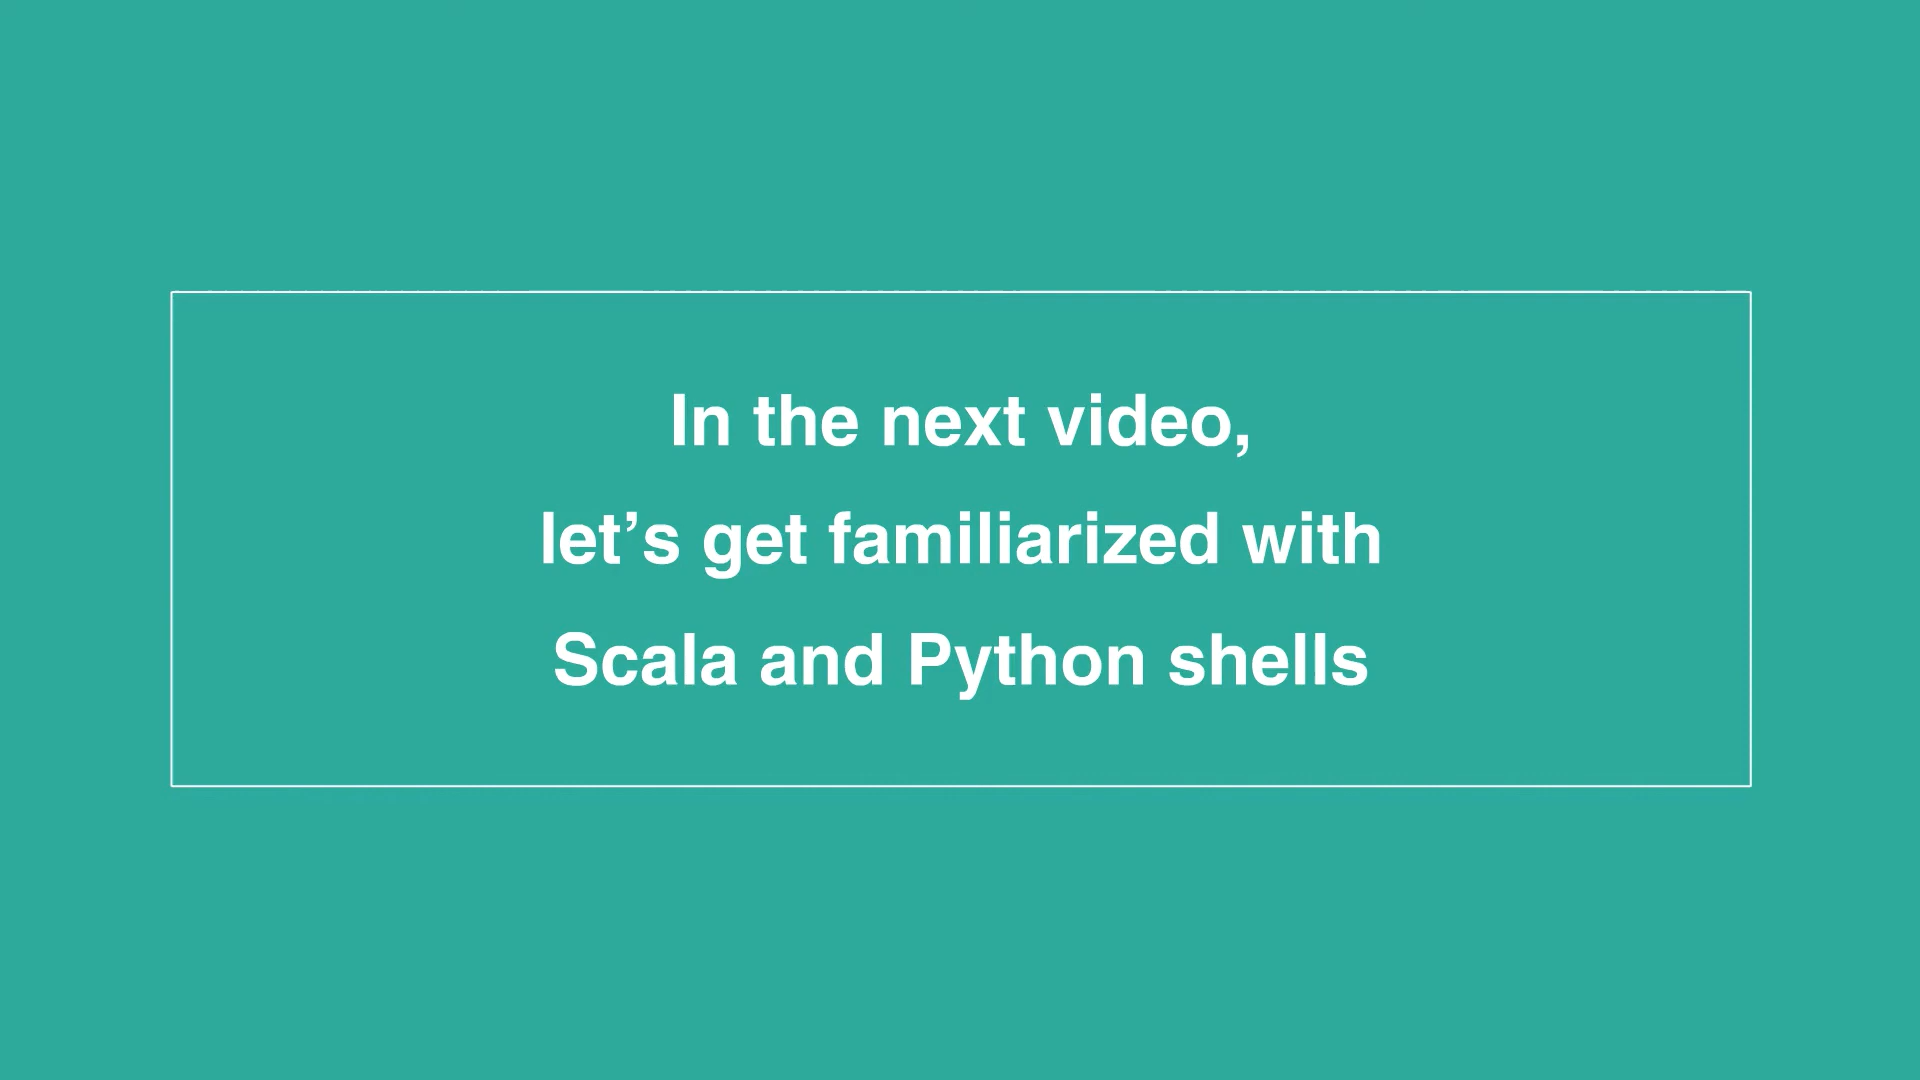 In the next video,
let’s get familiarized with
Scala and Python shells